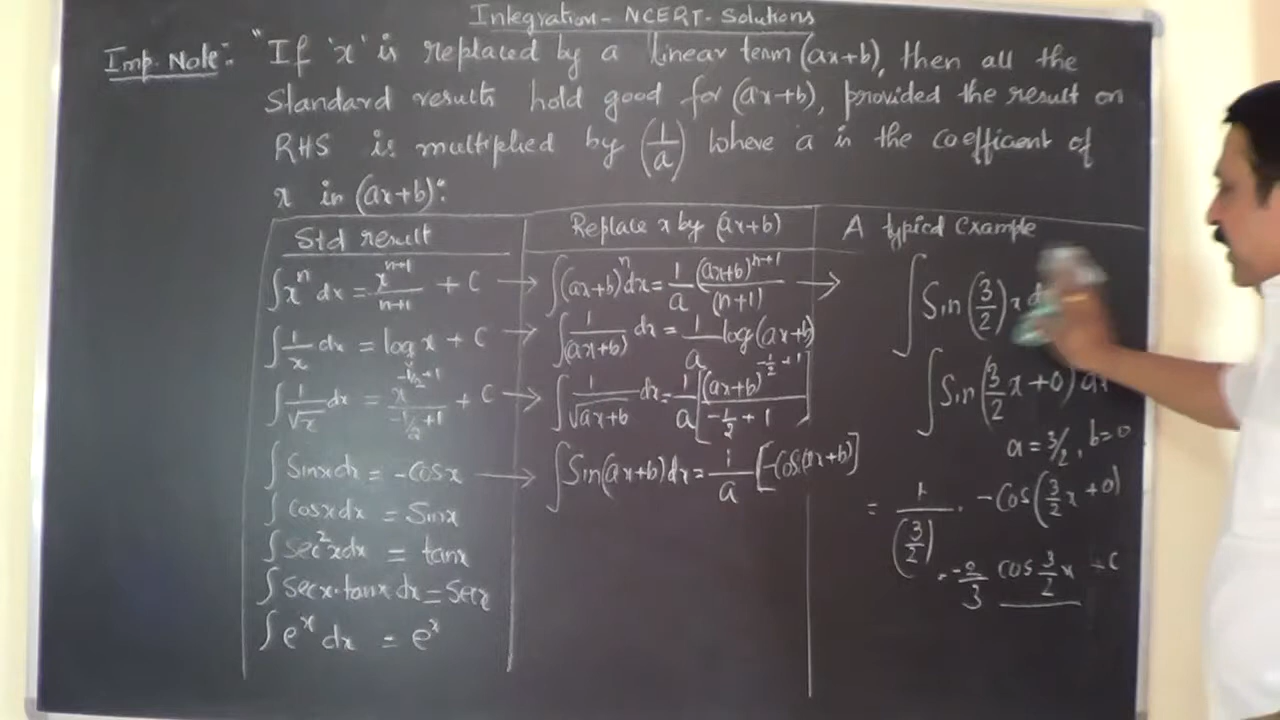 Integration - NCERT - Solutions
Imp. Note:- "If 'x' is replaced by a linear term (ax+b), then all the
Standard results hold good for (ax+b), provided the result on
RHS is multiplied by (1/a) where a is the coefficient of
x in (ax+b)":
Std result
∫xⁿ dx = xⁿ⁺¹/n+1 + C →
∫1/x dx = log x + C →
∫1/√x dx = x^(-1/2+1)/-1/2+1 + C →
∫Sinx dx = -cosx →
∫cosxdx = Sinx
∫sec²xdx = tanx
∫secx·tanx dx = Secx
∫eˣ dx = eˣ
Replace x by (ax+b)
∫(ax+b)ⁿdx = 1/a (ax+b)ⁿ⁺¹/(n+1) →
∫1/(ax+b) dx = 1/a log(ax+b)
∫1/√ax+b dx = 1/a [(ax+b)^(-1/2+1)/-1/2+1]
∫Sin(ax+b)dx = 1/a [-cos(ax+b)]
A typical Example
∫Sin(3/2)x
∫Sin(3/2 x+0) dx
a = 3/2, b=0
= 1/(3/2) · -cos(3/2 x+0)
= -2/3 cos 3/2 x + C